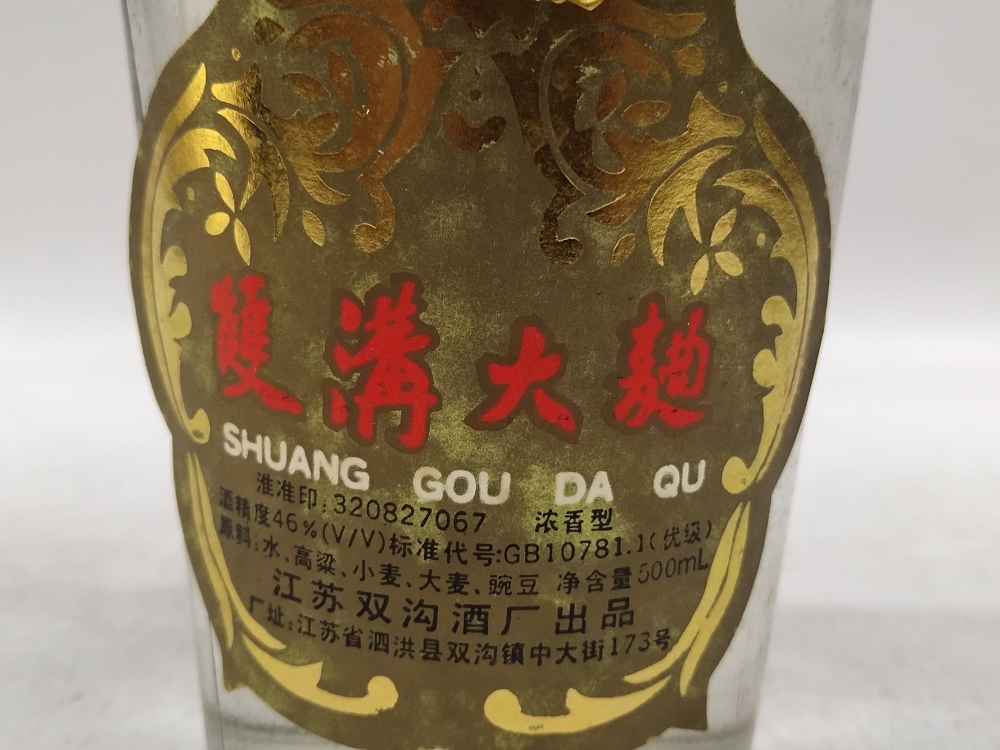 雙溝大麯
SHUANG GOU DA QU
淮准印:320827067 浓香型
酒精度46%(V/V)标准代号:GB10781.1(优级)
原料:水、高粱、小麦、大麦、豌豆 净含量500mL
江苏双沟酒厂出品
厂址:江苏省泗洪县双沟镇中大街173号